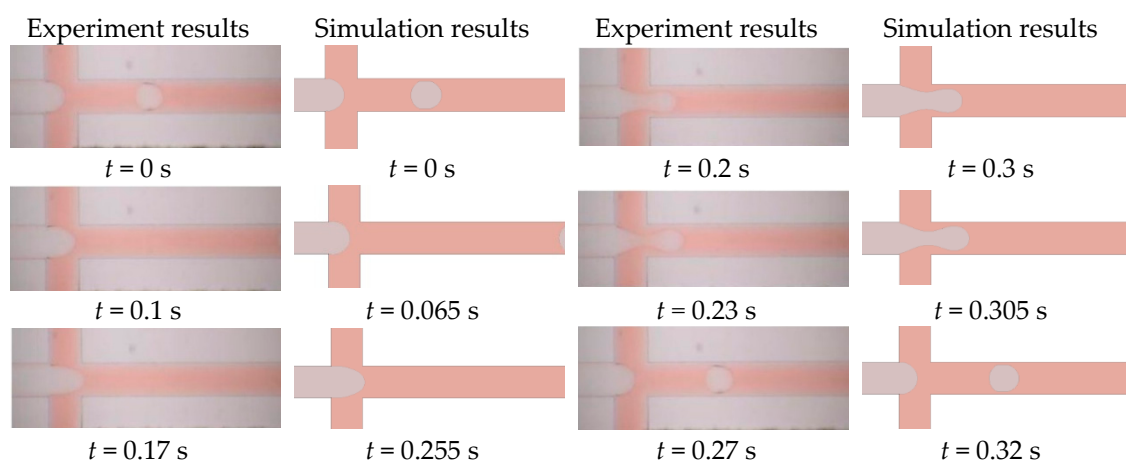 Experiment results Simulation results Experiment results Simulation results
t = 0 s t = 0 s t = 0.2 s t = 0.3 s
t = 0.1 s t = 0.065 s t = 0.23 s t = 0.305 s
t = 0.17 s t = 0.255 s t = 0.27 s t = 0.32 s